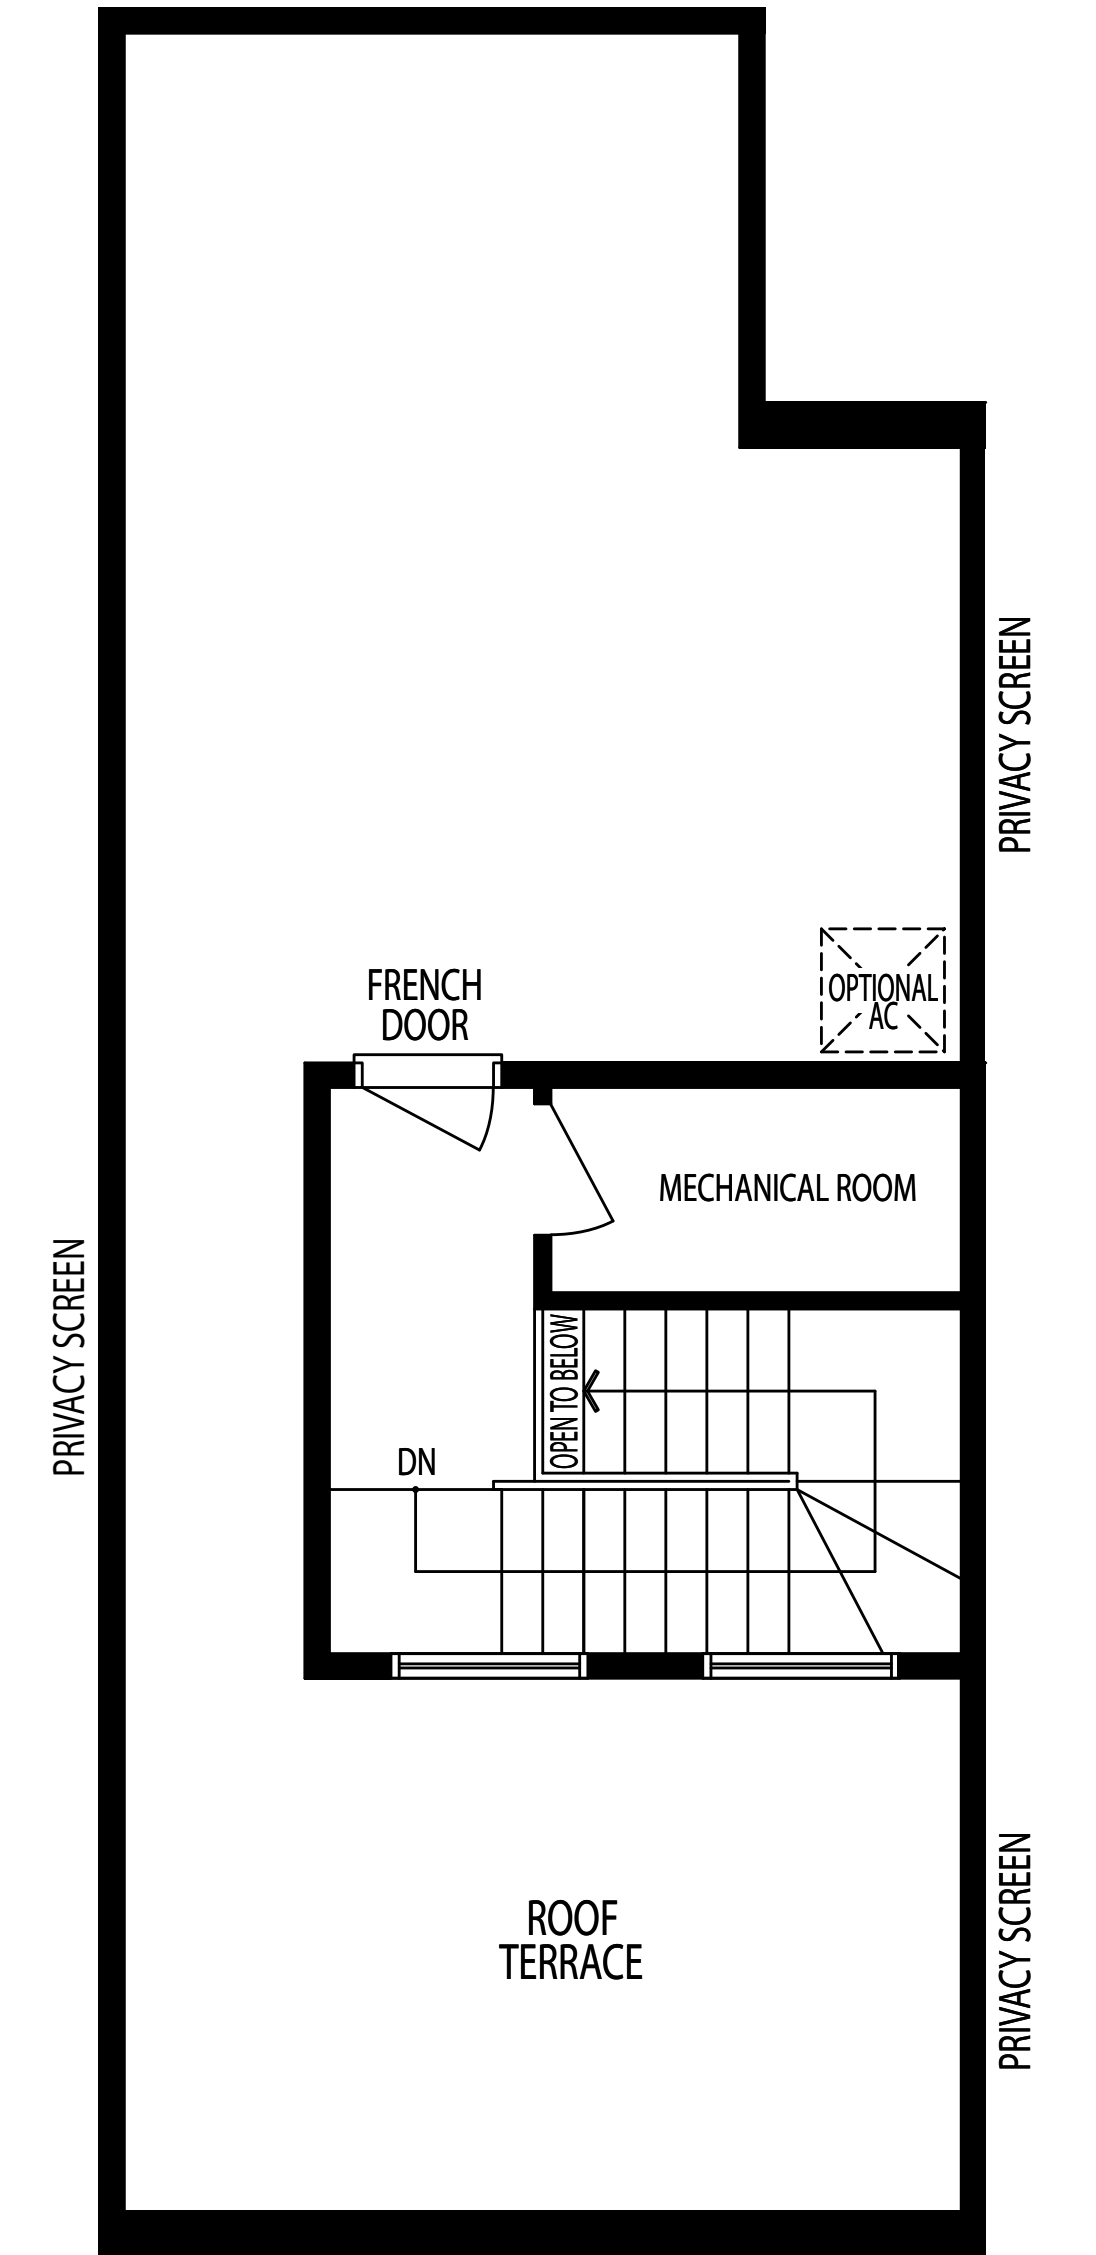 PRIVACY SCREEN
FRENCH
DOOR
OPTIONAL
AC
MECHANICAL ROOM
PRIVACY SCREEN
OPEN TO BELOW
DN
ROOF
TERRACE
PRIVACY SCREEN